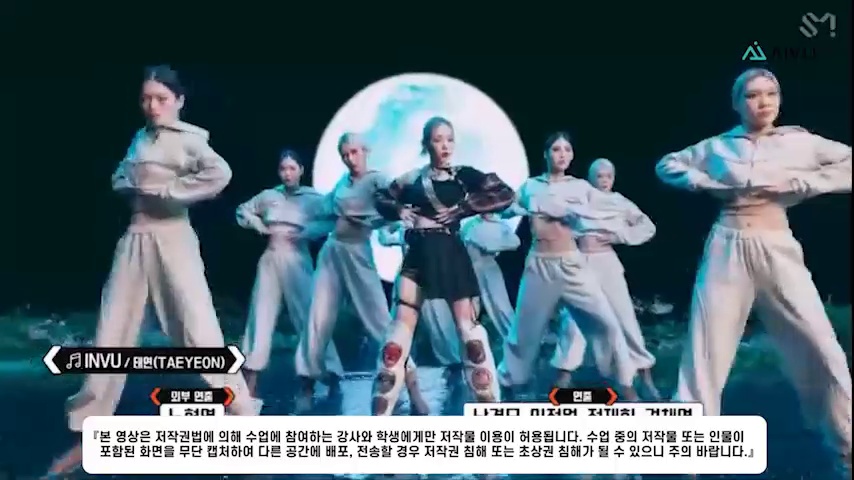 SM!
INVU
INVU / 태연(TAEYEON)
외부 연출
연출
『본 영상은 저작권법에 의해 수업에 참여하는 강사와 학생에게만 저작물 이용이 허용됩니다. 수업 중의 저작물 또는 인물이
포함된 화면을 무단 캡처하여 다른 공간에 배포, 전송할 경우 저작권 침해 또는 초상권 침해가 될 수 있으니 주의 바랍니다.』